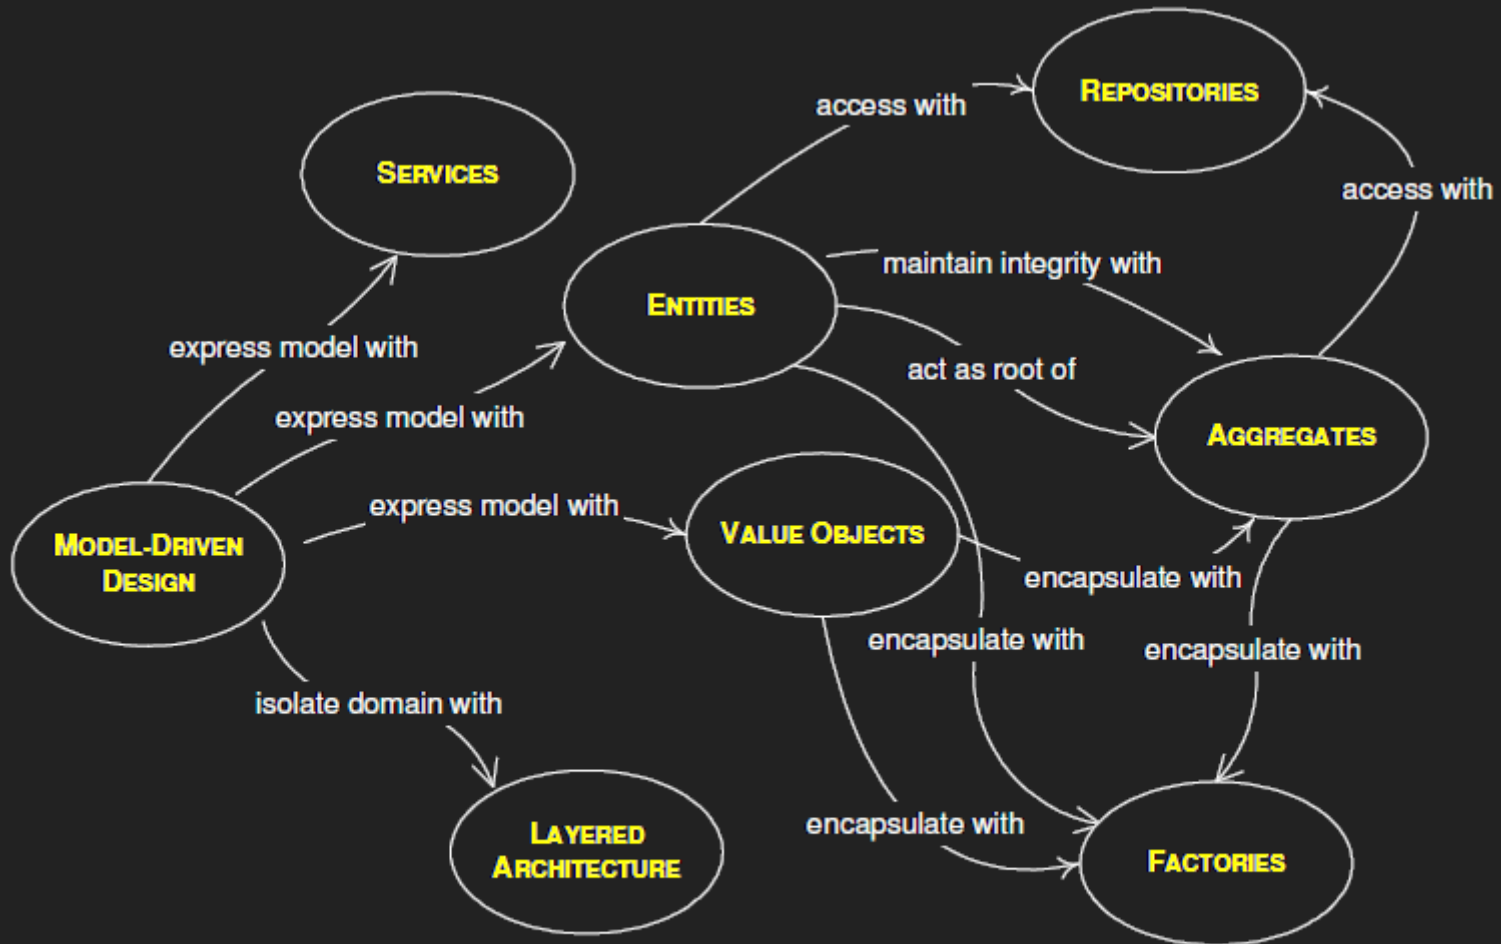 REPOSITORIES
access with
SERVICES
access with
maintain integrity with
ENTITIES
express model with
act as root of
express model with
AGGREGATES
express model with
VALUE OBJECTS
MODEL-DRIVEN
DESIGN
encapsulate with
encapsulate with
encapsulate with
isolate domain with
encapsulate with
LAYERED
ARCHITECTURE
FACTORIES